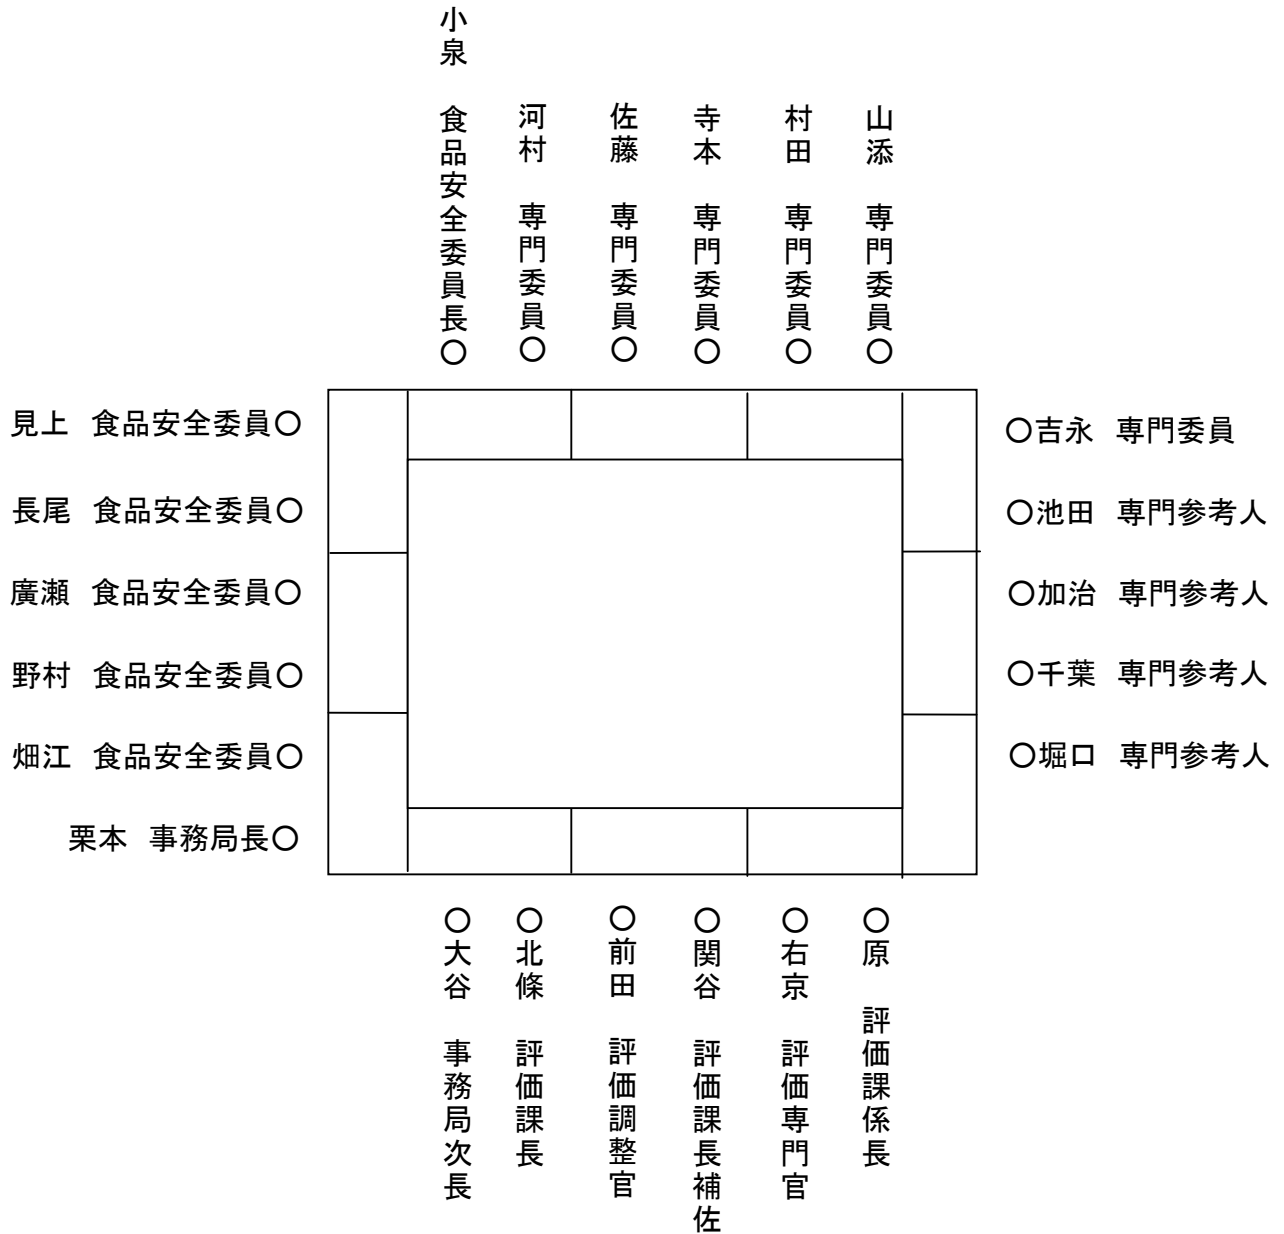 小泉　食品安全委員長○
河村　専門委員○
佐藤　専門委員○
寺本　専門委員○
村田　専門委員○
山添　専門委員○
見上　食品安全委員○
長尾　食品安全委員○
廣瀬　食品安全委員○
野村　食品安全委員○
畑江　食品安全委員○
栗本　事務局長○
○吉永　専門委員
○池田　専門参考人
○加治　専門参考人
○千葉　専門参考人
○堀口　専門参考人
○大谷　事務局次長
○北條　評価課長
○前田　評価調整官
○関谷　評価課長補佐
○右京　評価専門官
○原　評価課係長